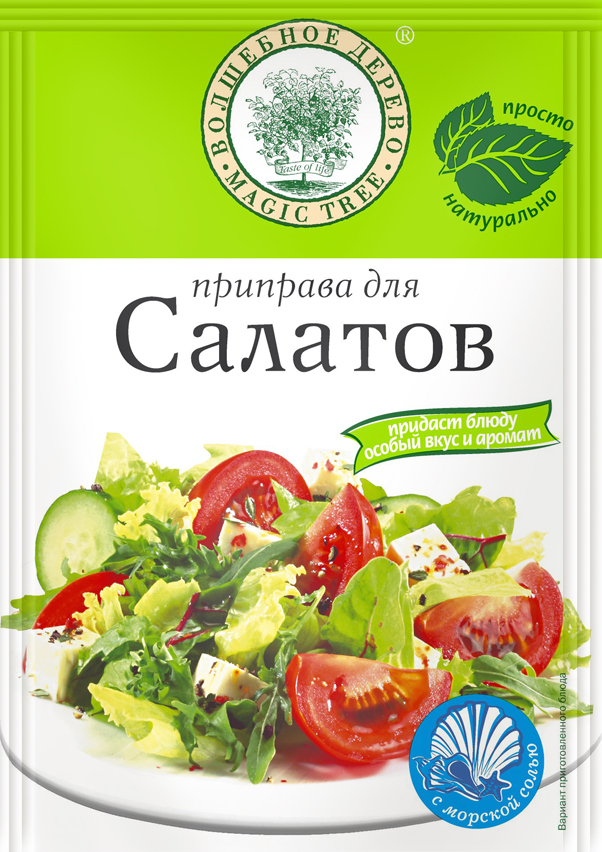 ВОЛШЕБНОЕ ДЕРЕВО
®
Taste of life
• MAGIC TREE •
просто
натурально
приправа для
Салатов
придаст блюду
особый вкус и аромат
с морской солью
Вариант приготовленного блюда